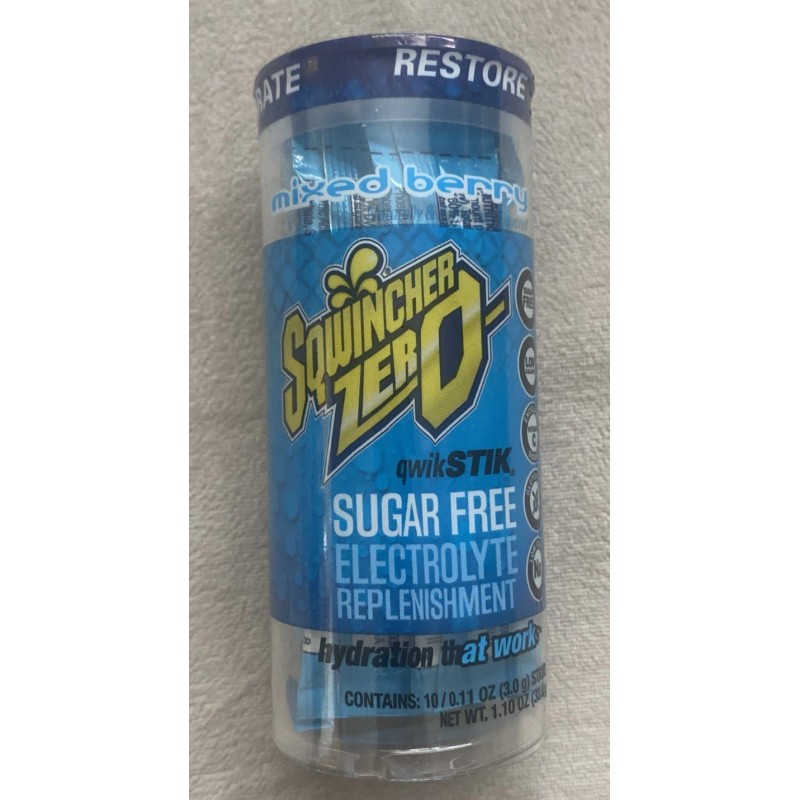 RATE
RESTORE
mixed berry
SQWINCHER
ZERO
qwikSTIK
SUGAR FREE
ELECTROLYTE
REPLENISHMENT
hydration that work
CONTAINS: 10 / 0.11 OZ (3.0 g)
NET WT. 1.10 OZ